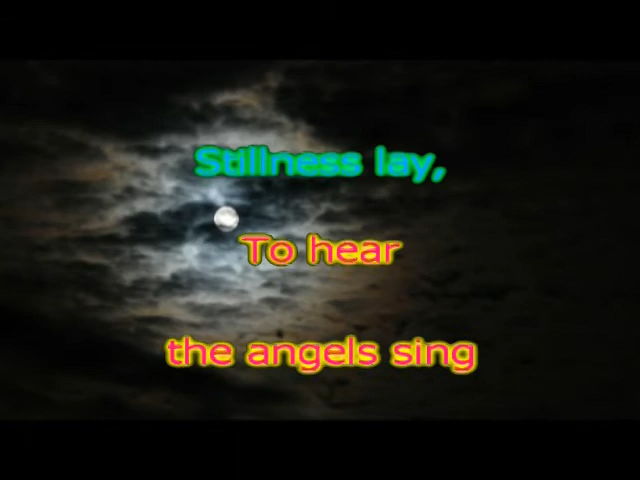 Stillness lay,
To hear
the angels sing